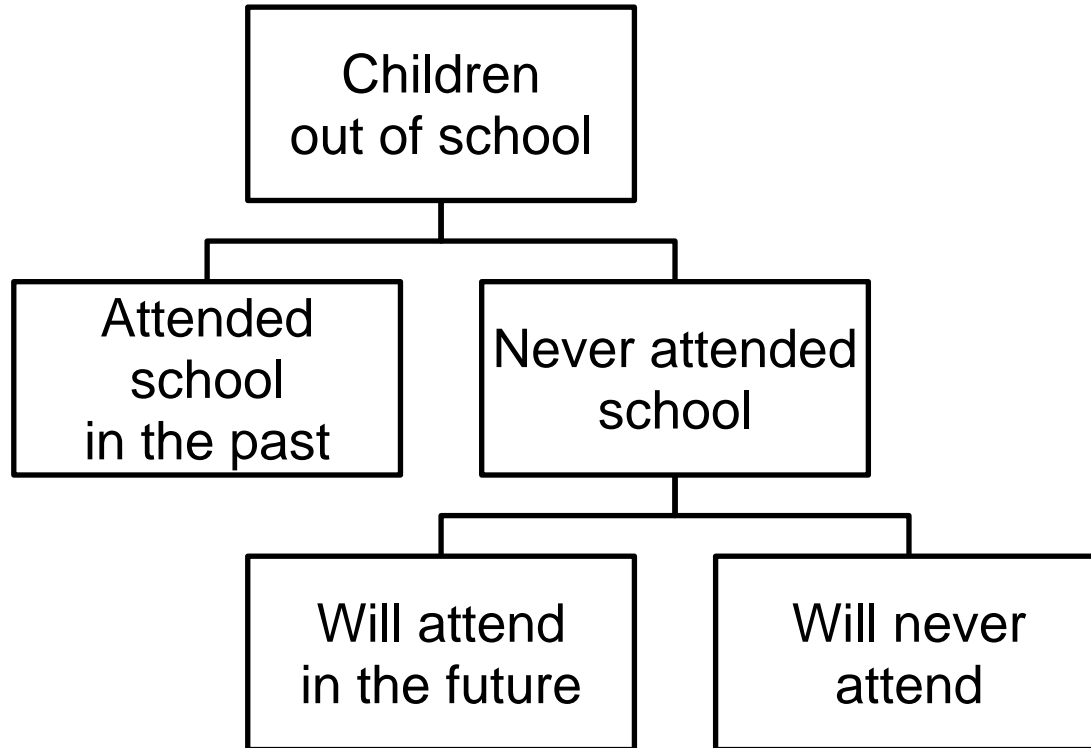 Children
out of school
Attended
school
in the past
Never attended
school
Will attend
in the future
Will never
attend